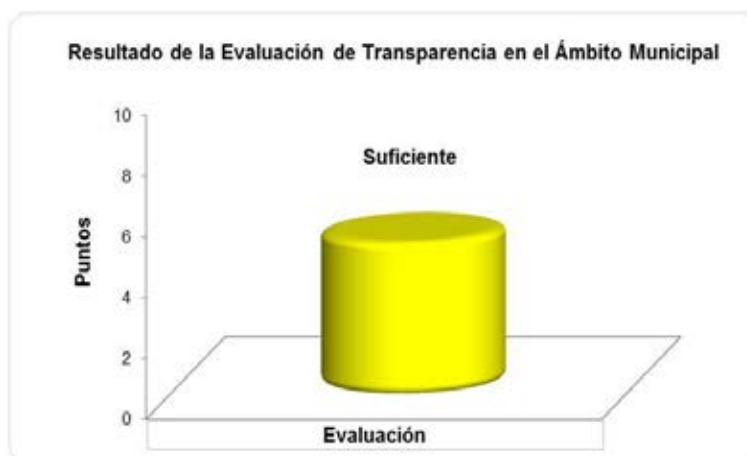 Resultado de la Evaluación de Transparencia en el Ámbito Municipal
10
Suficiente
8
Puntos
6
4
2
0
Evaluación